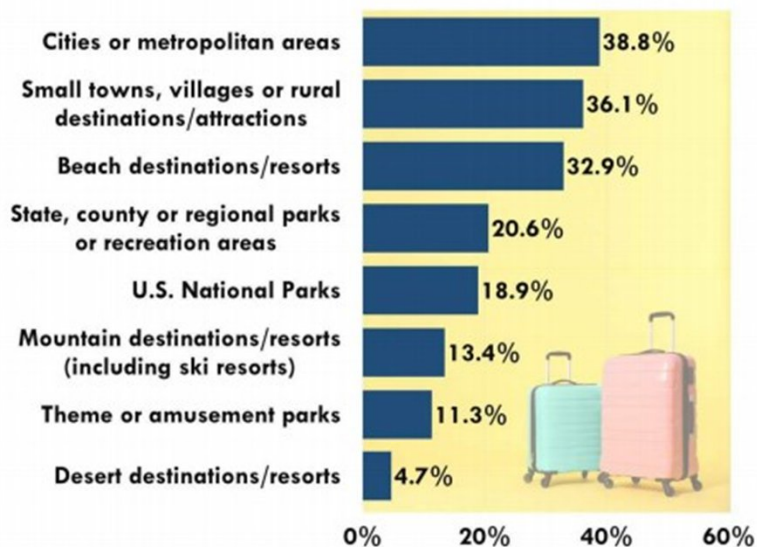 Cities or metropolitan areas
38.8%
Small towns, villages or rural
destinations/attractions
36.1%
Beach destinations/resorts
32.9%
State, county or regional parks
or recreation areas
20.6%
U.S. National Parks
18.9%
Mountain destinations/resorts
(including ski resorts)
13.4%
Theme or amusement parks
11.3%
Desert destinations/resorts
4.7%
0% 20% 40% 60%